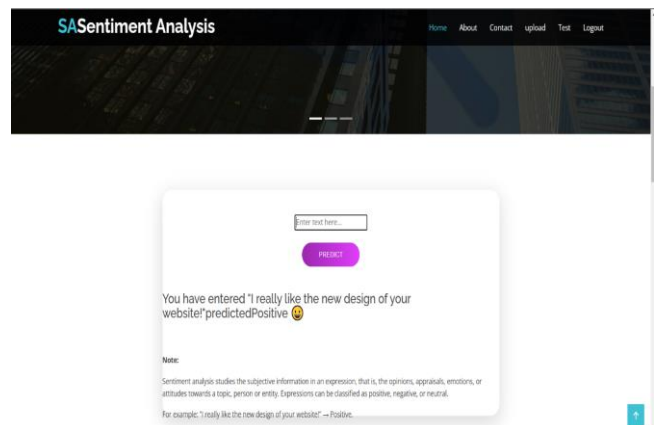 SASentiment Analysis
Home About Contact upload Test Logout
Enter text here...
PREDICT
You have entered "I really like the new design of your
website!"predictedPositive 😀
Note:
Sentiment analysis studies the subjective information in an expression, that is, the opinions, appraisals, emotions, or
attitudes towards a topic, person or entity. Expressions can be classified as positive, negative, or neutral.
For example: "I really like the new design of your website!" → Positive.